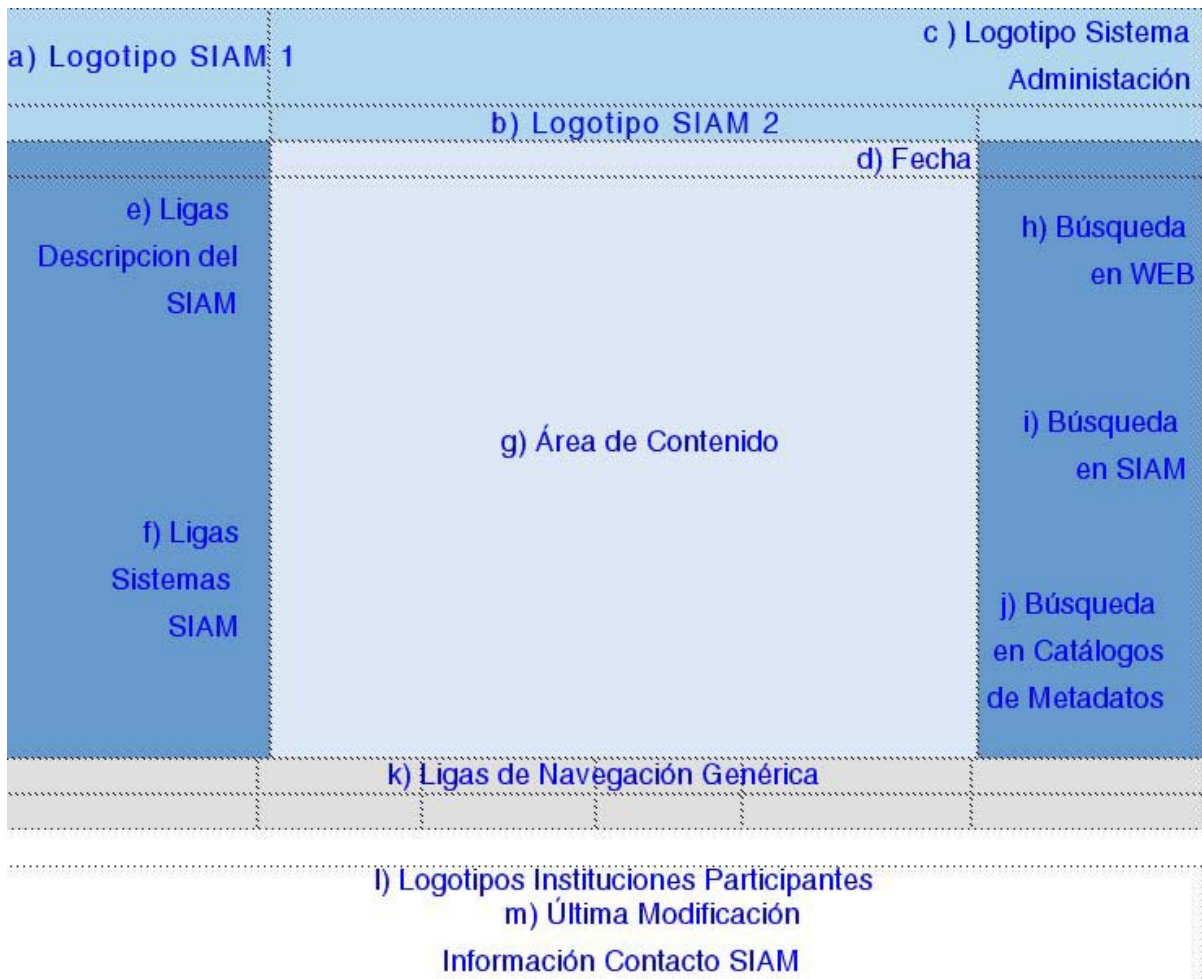 a) Logotipo SIAM 1
c ) Logotipo Sistema
Administación
b) Logotipo SIAM 2
d) Fecha
e) Ligas
Descripcion del
SIAM
f) Ligas
Sistemas
SIAM
g) Área de Contenido
h) Búsqueda
en WEB
i) Búsqueda
en SIAM
j) Búsqueda
en Catálogos
de Metadatos
k) Ligas de Navegación Genérica
l) Logotipos Instituciones Participantes
m) Última Modificación
Información Contacto SIAM